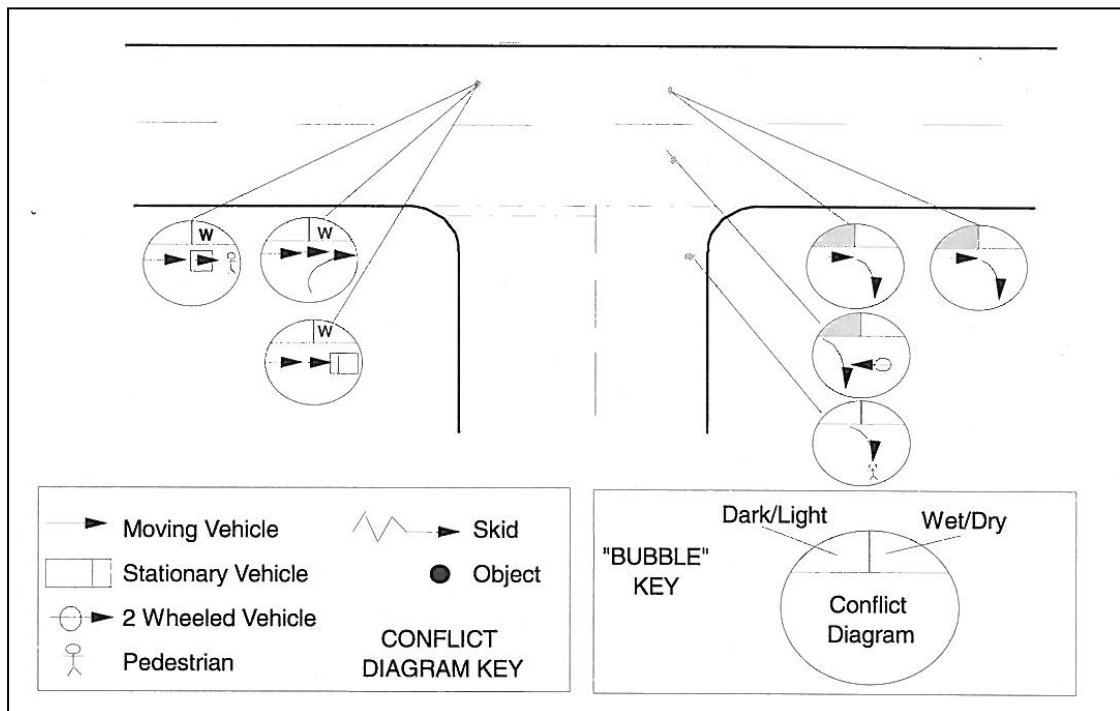 W
W
W
Moving Vehicle
Stationary Vehicle
2 Wheeled Vehicle
Pedestrian
Skid
Object
CONFLICT
DIAGRAM KEY
"BUBBLE"
KEY
Dark/Light
Wet/Dry
Conflict
Diagram